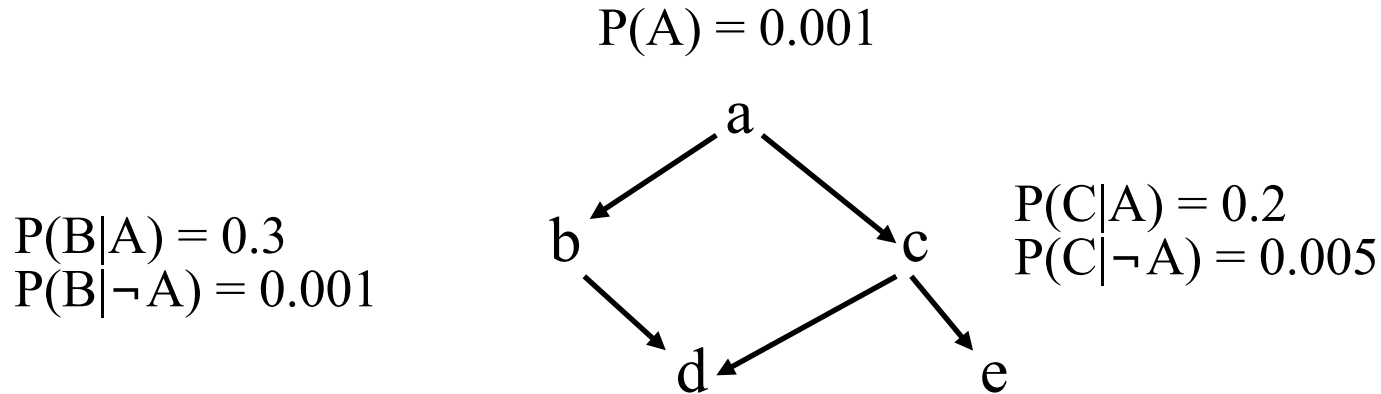 P(A) = 0.001
a
P(B|A) = 0.3
P(B|¬A) = 0.001
b
c
P(C|A) = 0.2
P(C|¬A) = 0.005
d
e